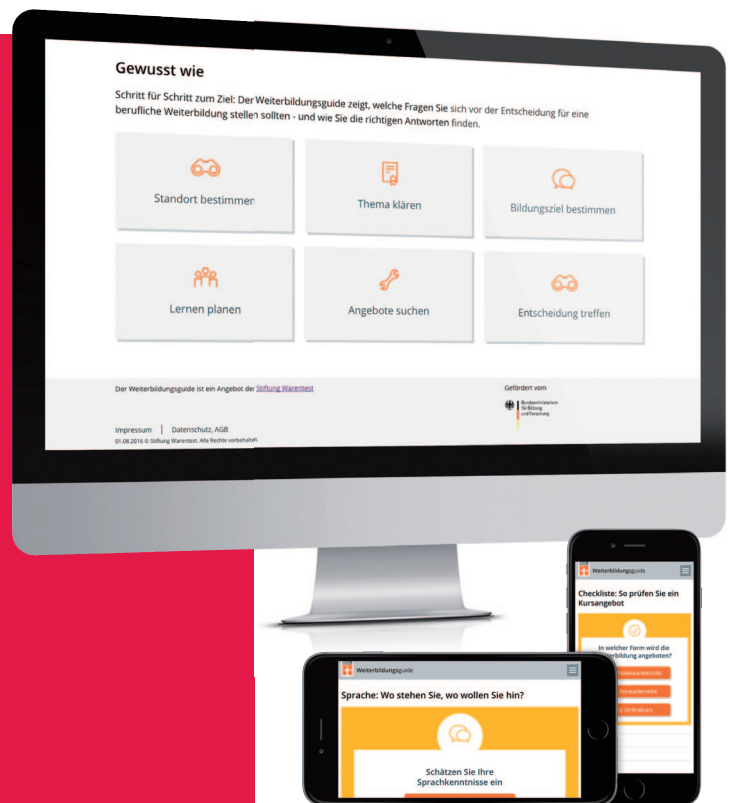 Gewusst wie
Schritt für Schritt zum Ziel: Der Weiterbildungsguide zeigt, welche Fragen Sie sich vor der Entscheidung für eine
berufliche Weiterbildung stellen sollten - und wie Sie die richtigen Antworten finden.
Standort bestimmen
Thema klären
Bildungsziel bestimmen
Lernen planen
Angebote suchen
Entscheidung treffen
Der Weiterbildungsguide ist ein Angebot der Stiftung Warentest
Gefördert vom
Bundesministerium
für Bildung
und Forschung
Impressum | Datenschutz, AGB
01.08.2016 © Stiftung Warentest. Alle Rechte vorbehalten
Weiterbildungsguide
Checkliste: So prüfen Sie ein
Kursangebot
In welcher Form wird die
angeboten?
Weiterbildungsguide
Sprache: Wo stehen Sie, wo wollen Sie hin?
Schätzen Sie Ihre
Sprachkenntnisse ein